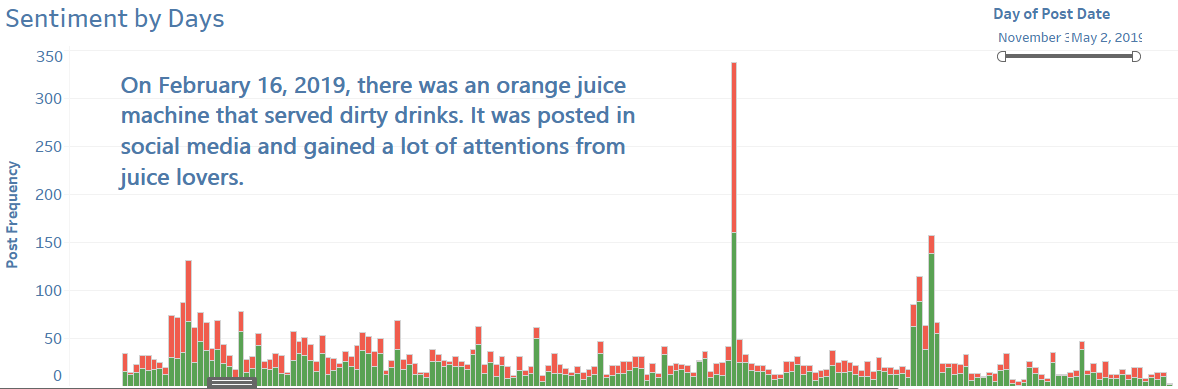 Sentiment by Days
Day of Post Date
November 3 May 2, 2019
350
300
250
200
150
100
50
0
Post Frequency
On February 16, 2019, there was an orange juice
machine that served dirty drinks. It was posted in
social media and gained a lot of attentions from
juice lovers.